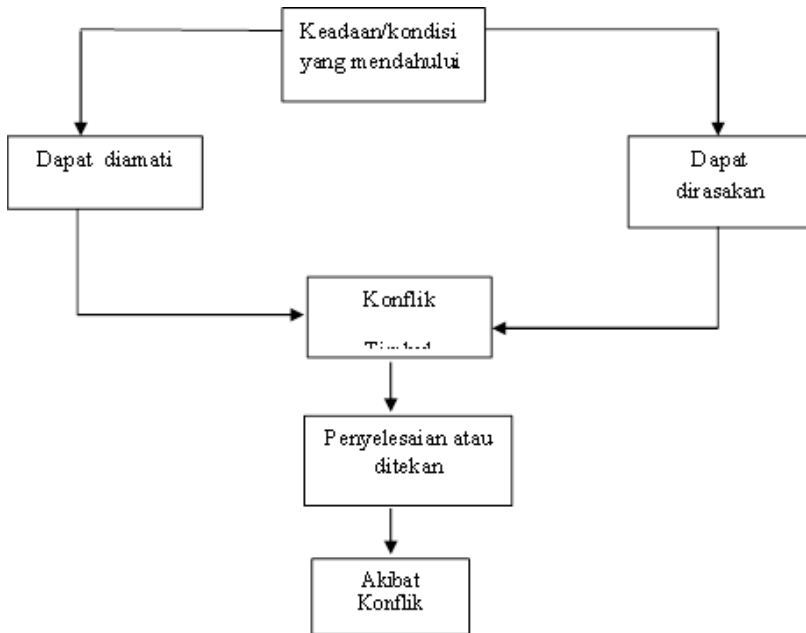 Keadaan/kondisi
yang mendahului
Dapat diamati
Dapat
dirasakan
Konflik
Penyelesaian atau
ditekan
Akibat
Konflik